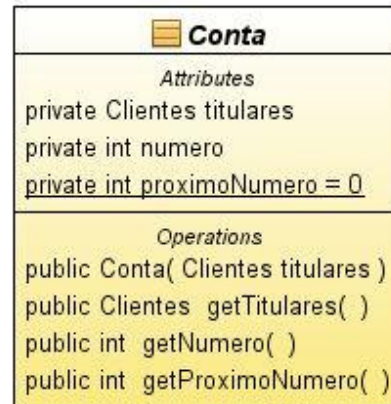 Conta
Attributes
private Clientes titulares
private int numero
private int proximoNumero = 0
Operations
public Conta( Clientes titulares )
public Clientes getTitulares( )
public int getNumero( )
public int getProximoNumero( )